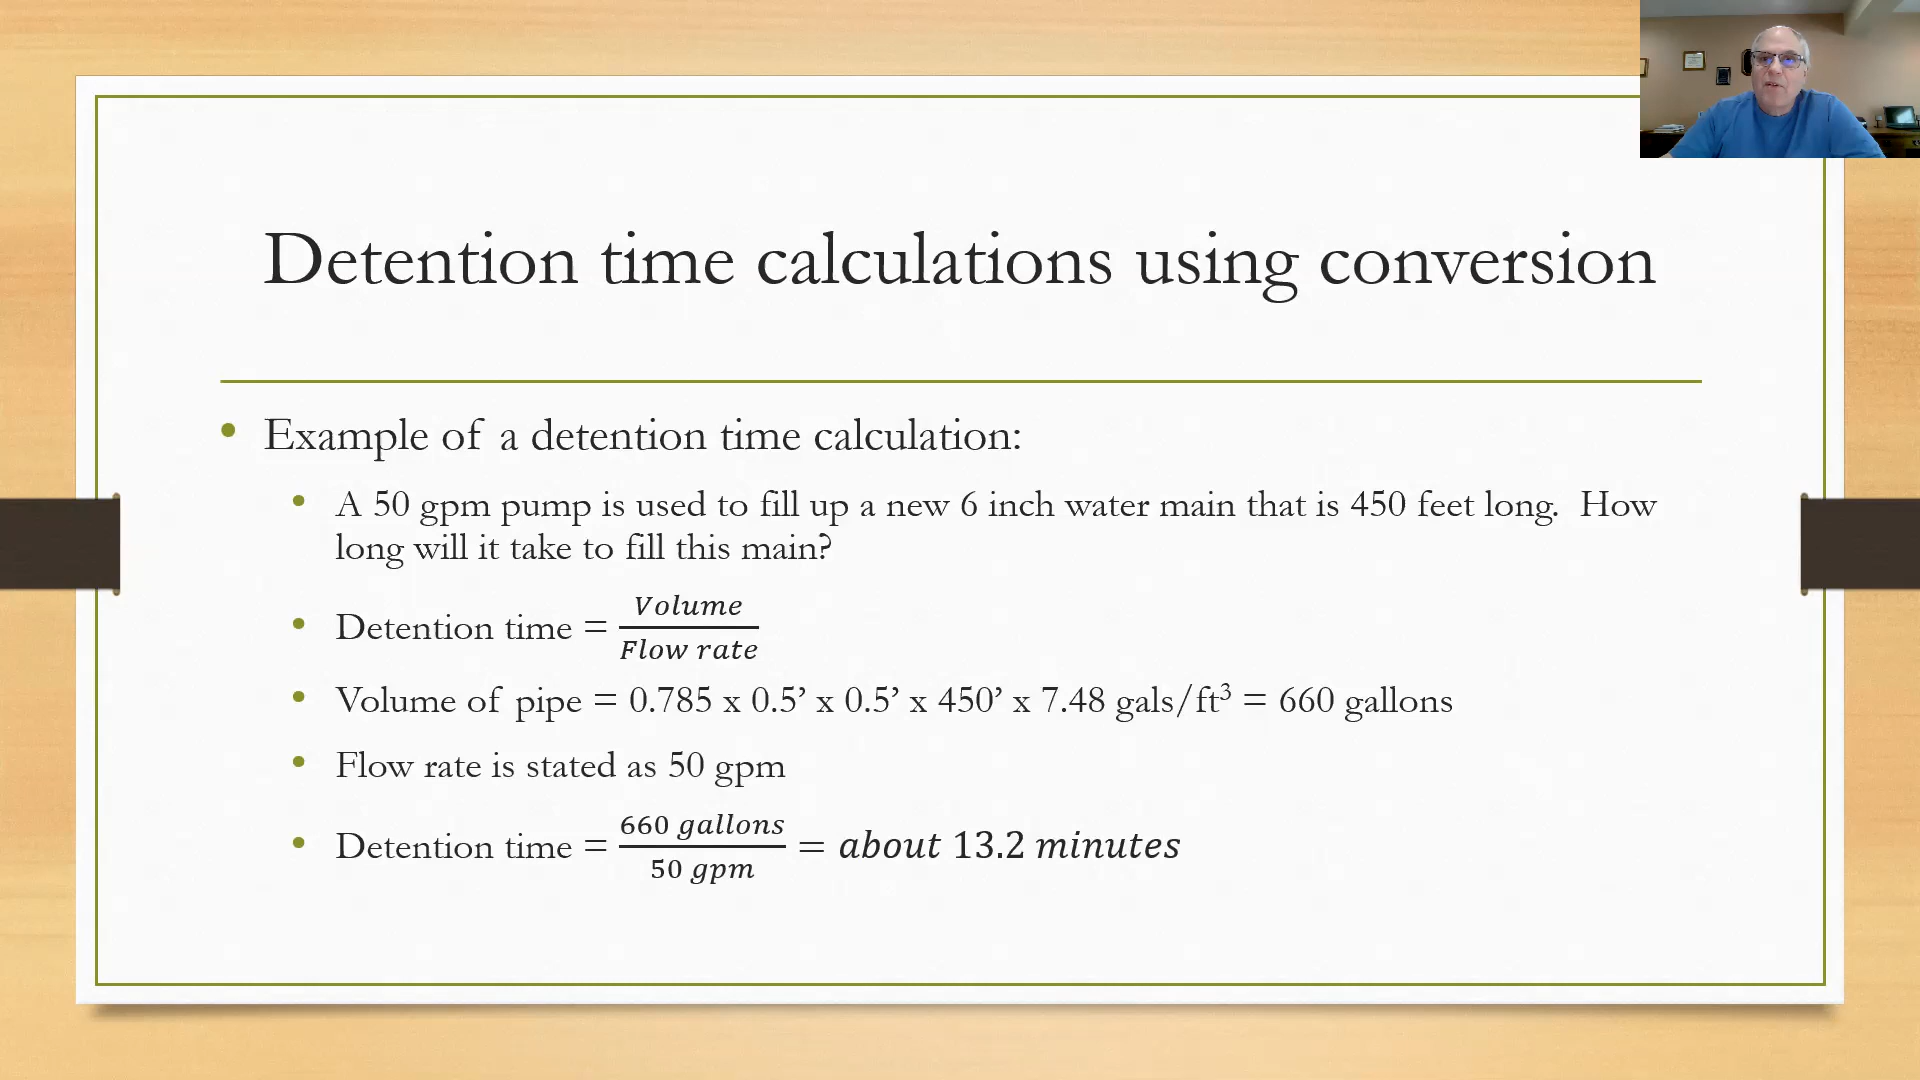 Detention time calculations using conversion
• Example of a detention time calculation:
• A 50 gpm pump is used to fill up a new 6 inch water main that is 450 feet long.  How
long will it take to fill this main?
• Detention time = Volume / Flow rate
• Volume of pipe = 0.785 x 0.5’ x 0.5’ x 450’ x 7.48 gals/ft³ = 660 gallons
• Flow rate is stated as 50 gpm
• Detention time = 660 gallons / 50 gpm = about 13.2 minutes